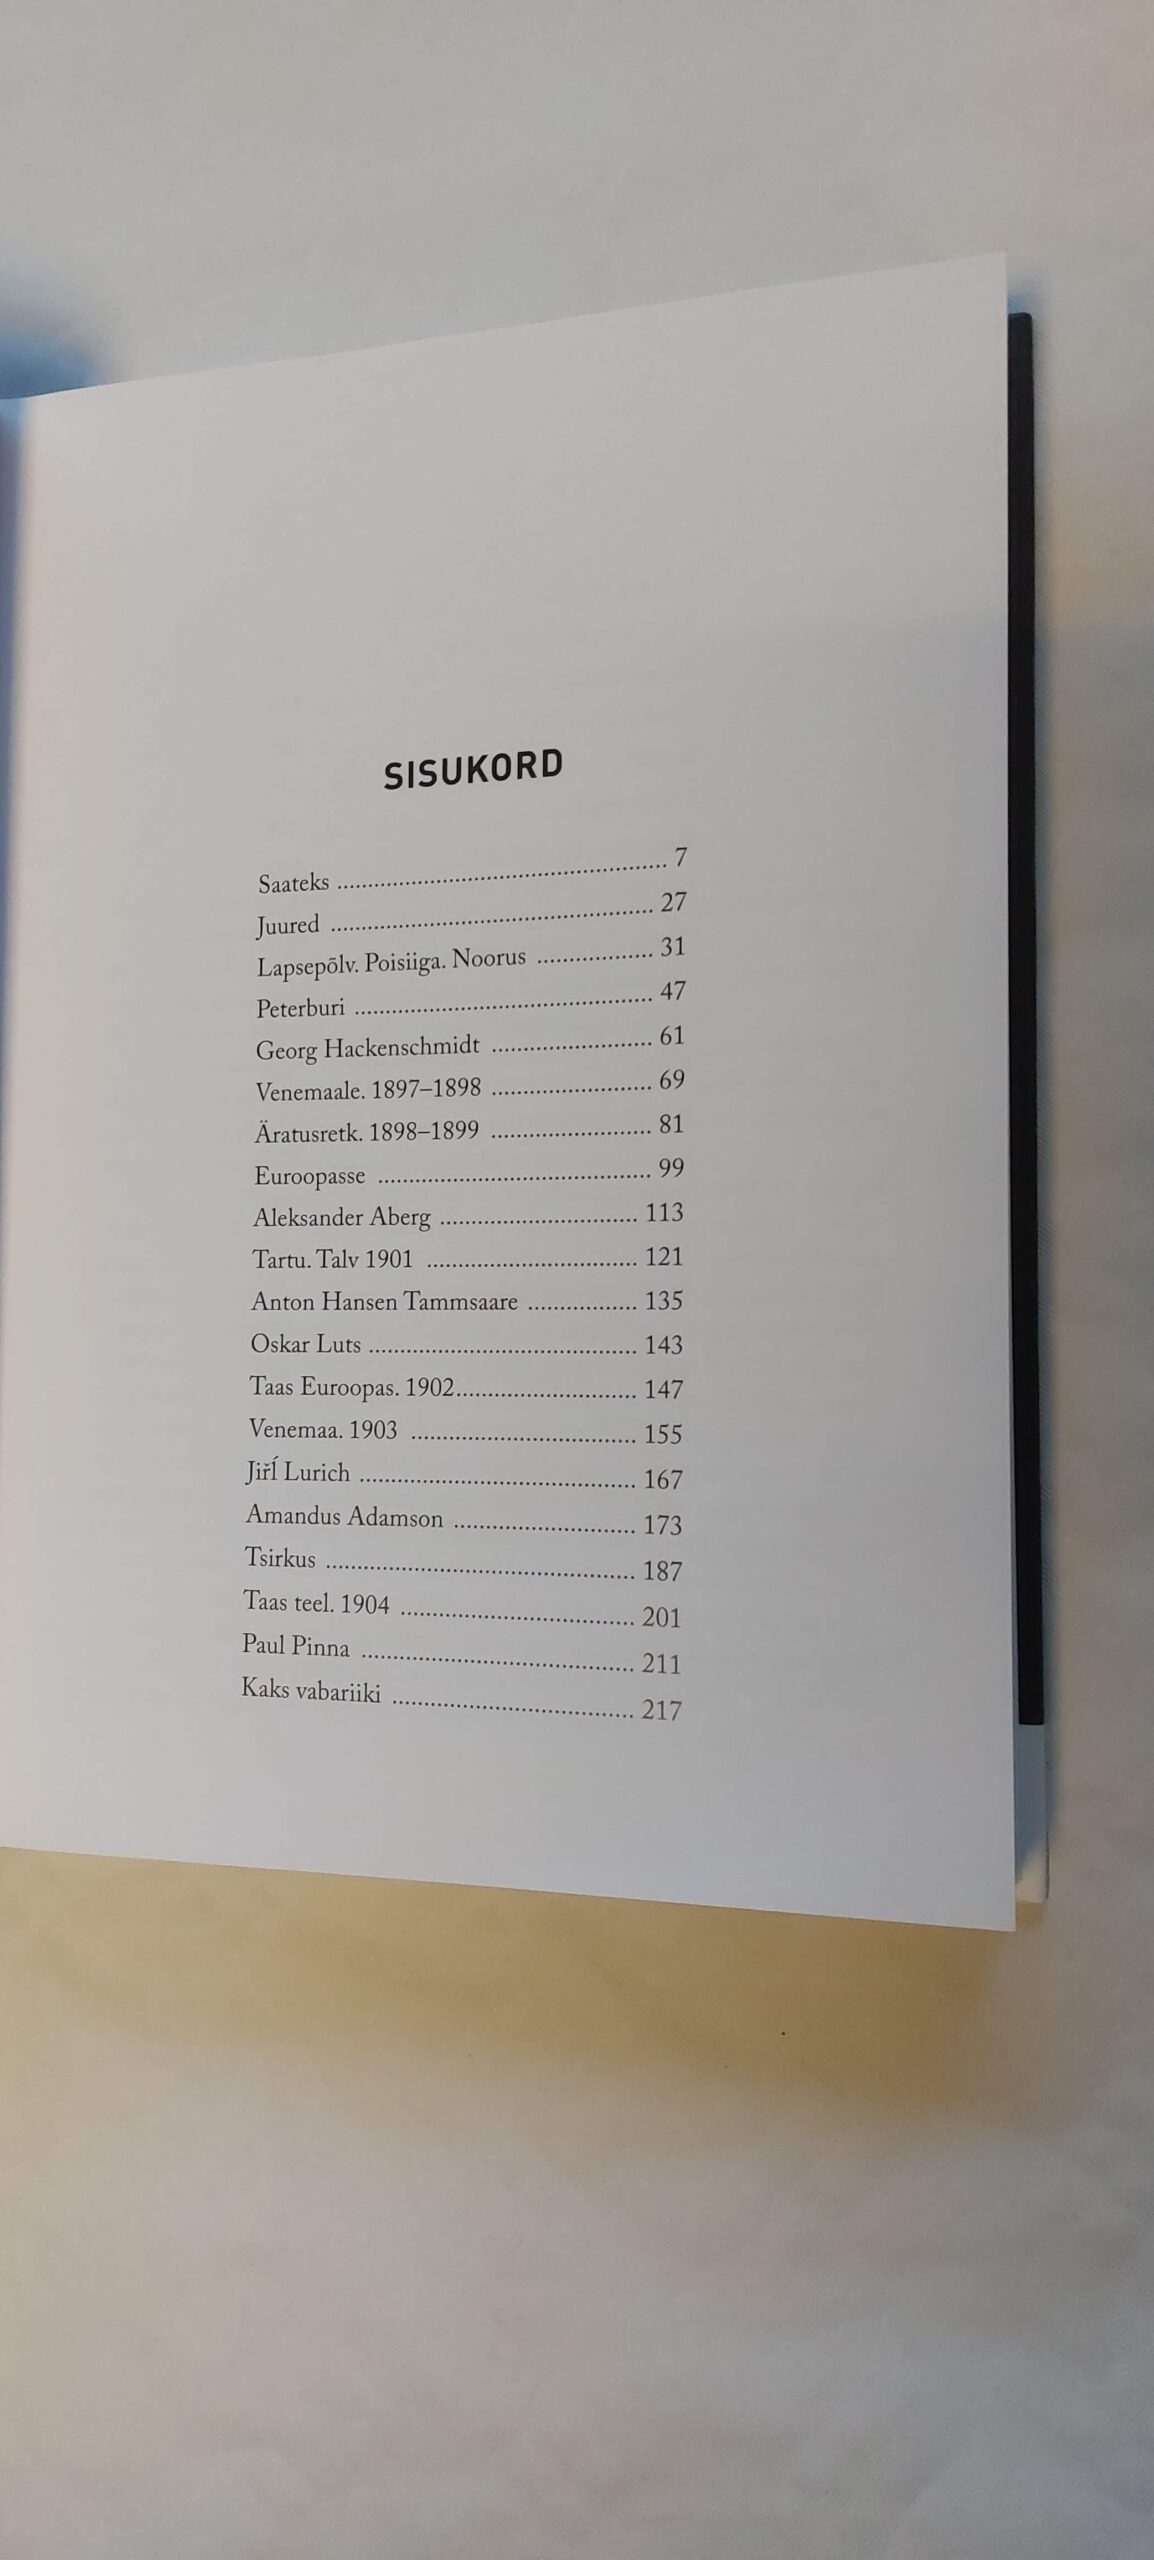 SISUKORD
Saateks ........................................................ 7
Juured ........................................................ 27
Lapsepõlv. Poisiiga. Noorus ................... 31
Peterburi .................................................... 47
Georg Hackenschmidt ............................ 61
Venemaale. 1897–1898 ............................ 69
Äratusretk. 1898–1899 ............................ 81
Euroopasse ................................................ 99
Aleksander Aberg .................................. 113
Tartu. Talv 1901 ..................................... 121
Anton Hansen Tammsaare ................... 135
Oskar Luts .............................................. 143
Taas Euroopas. 1902............................... 147
Venemaa. 1903 ....................................... 155
Jiřĺ Lurich ................................................ 167
Amandus Adamson ............................... 173
Tsirkus ..................................................... 187
Taas teel. 1904 ........................................ 201
Paul Pinna ............................................... 211
Kaks vabariiki ......................................... 217